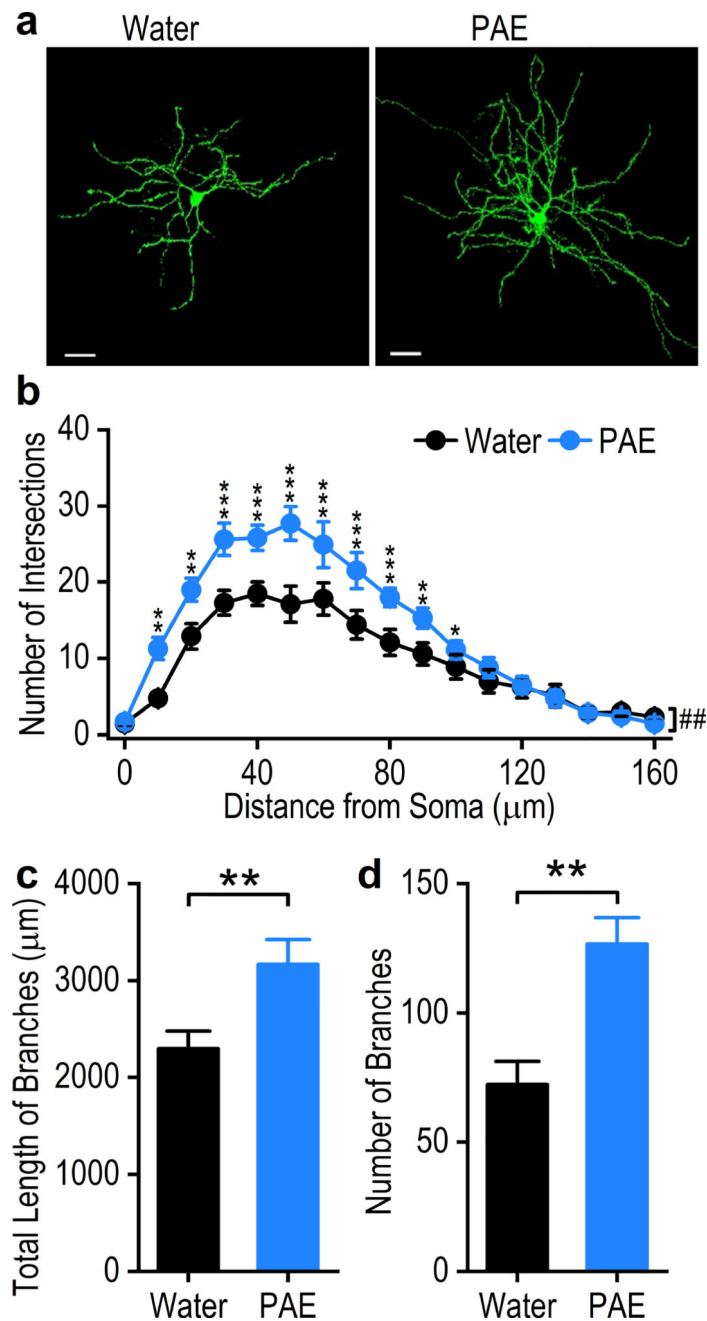 a
Water PAE
b
Number of Intersections
40
30
20
10
0
Water PAE
** ** *** *** *** *** *** *** ** *
##
0 40 80 120 160
Distance from Soma (μm)
c
Total Length of Branches (μm)
4000
3000
2000
1000
0
**
Water PAE
d
Number of Branches
150
100
50
0
**
Water PAE